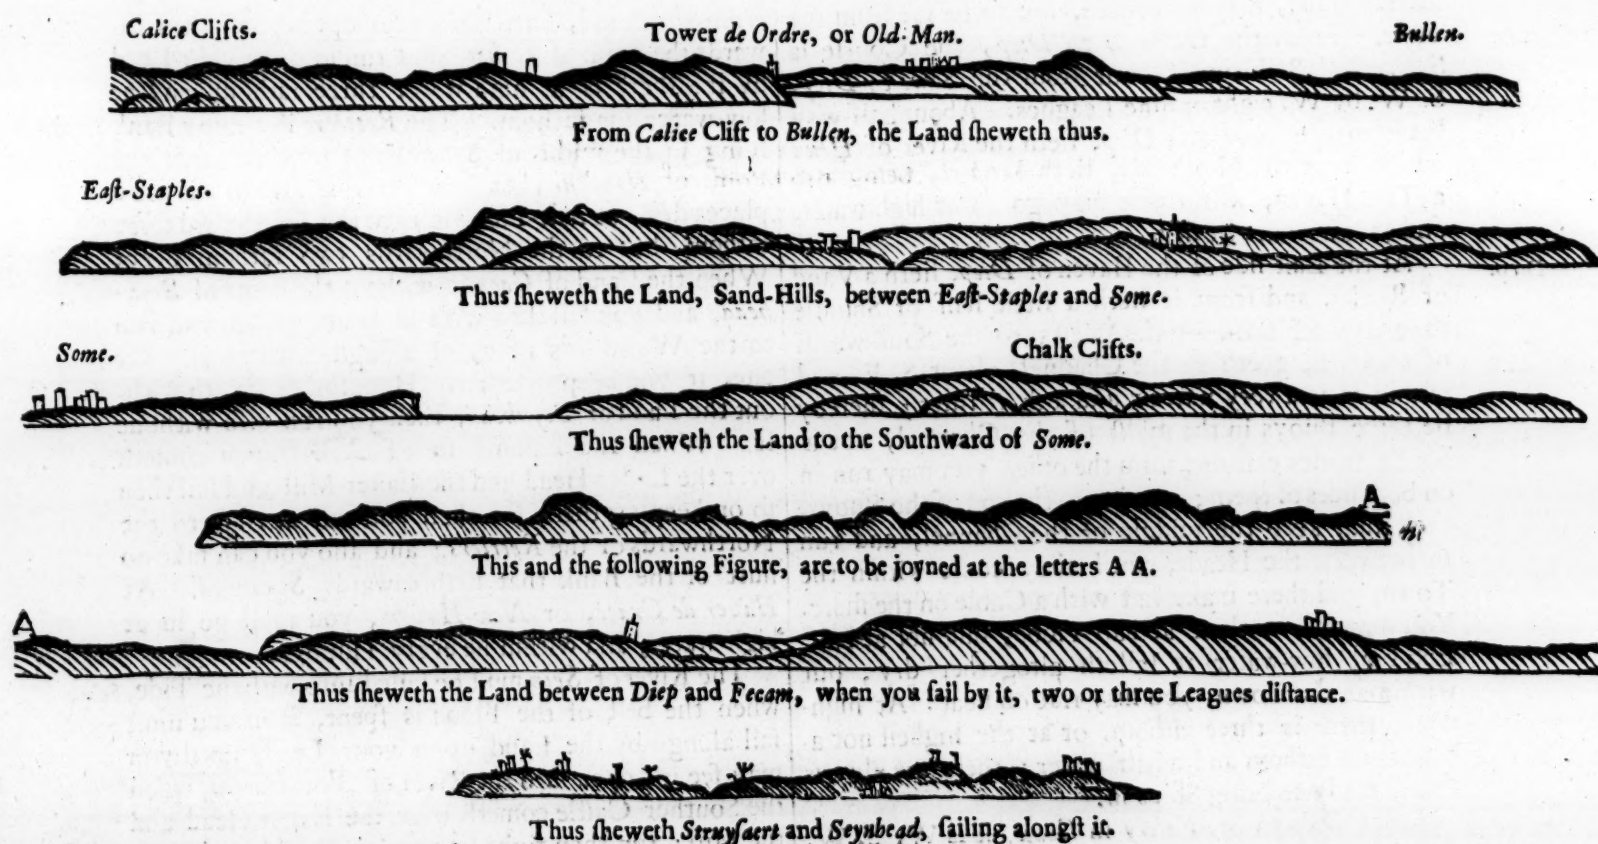 Calice Clifts. Tower de Ordre, or Old-Man. Bullen.
From Calice Clift to Bullen, the Land ſheweth thus.
Eaſt-Staples.
Thus ſheweth the Land, Sand-Hills, between Eaſt-Staples and Some.
Some. Chalk Clifts.
Thus ſheweth the Land to the Southward of Some.
A
This and the following Figure, are to be joyned at the letters A A.
A
Thus ſheweth the Land between Diep and Fecam, when you ſail by it, two or three Leagues diſtance.
Thus ſheweth Struyſaert and Seynhead, ſailing alongſt it.